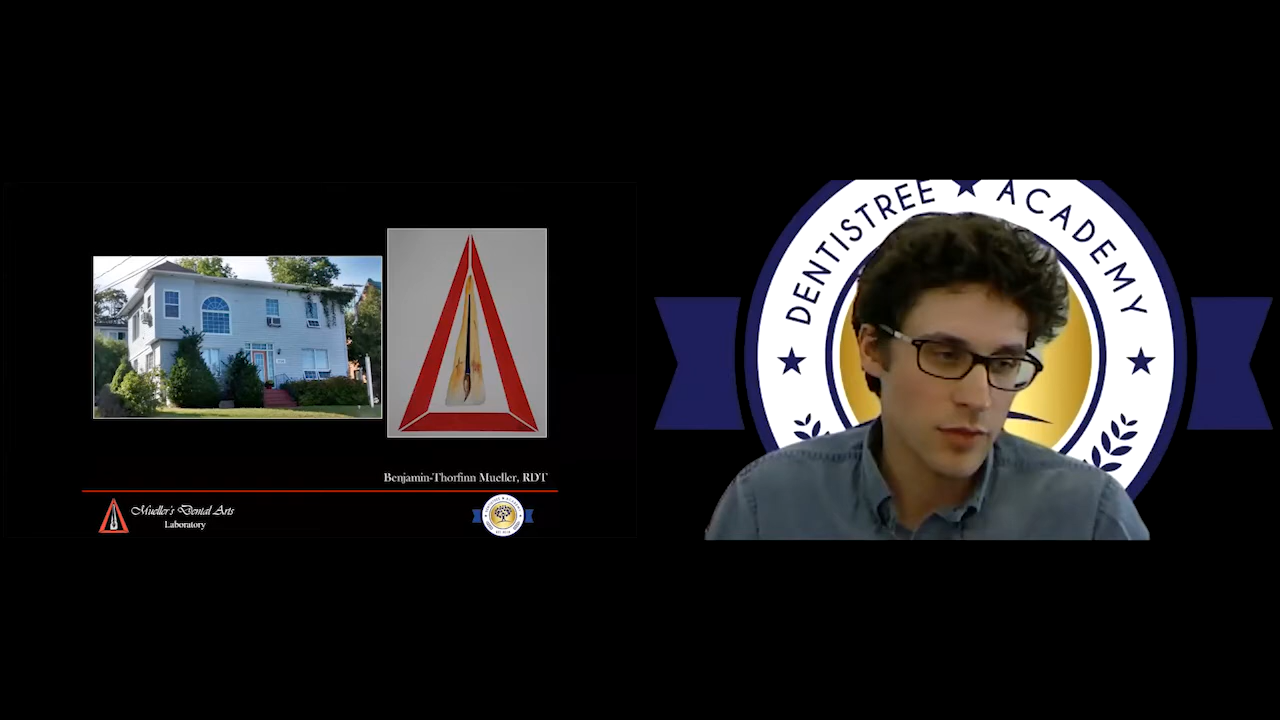 Benjamin-Thorfinn Mueller, RDT
Mueller's Dental Arts
Laboratory
DENTISTREE ★ ACADEMY